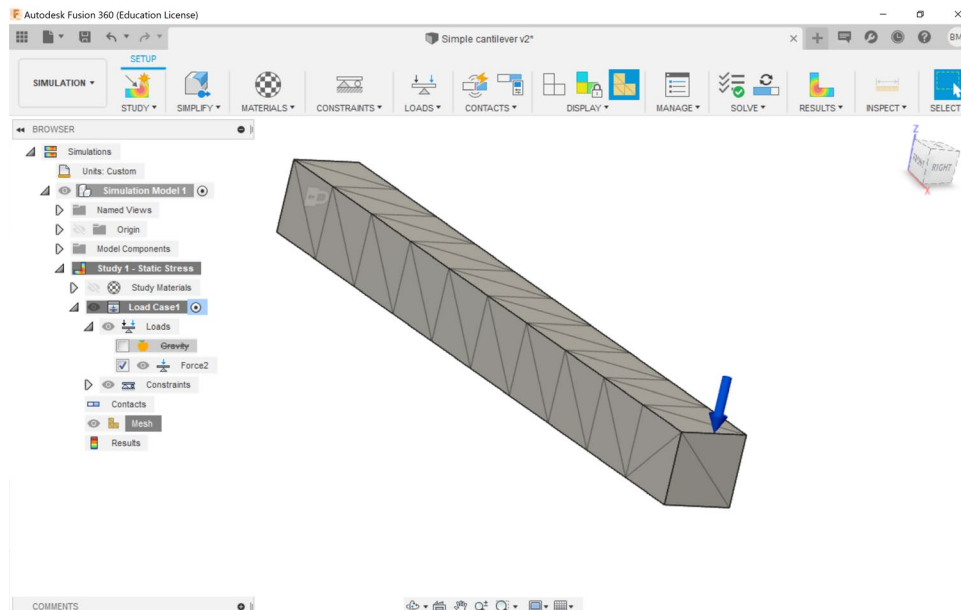 Autodesk Fusion 360 (Education License)
Simple cantilever v2*
BM
SETUP
SIMULATION
STUDY
SIMPLIFY
MATERIALS
CONSTRAINTS
LOADS
CONTACTS
DISPLAY
MANAGE
SOLVE
RESULTS
INSPECT
SELECT
BROWSER
Simulations
Units: Custom
Simulation Model 1
Named Views
Origin
Model Components
Study 1 - Static Stress
Study Materials
Load Case1
Loads
Gravity
Force2
Constraints
Contacts
Mesh
Results
Z
FRONT
RIGHT
X
COMMENTS